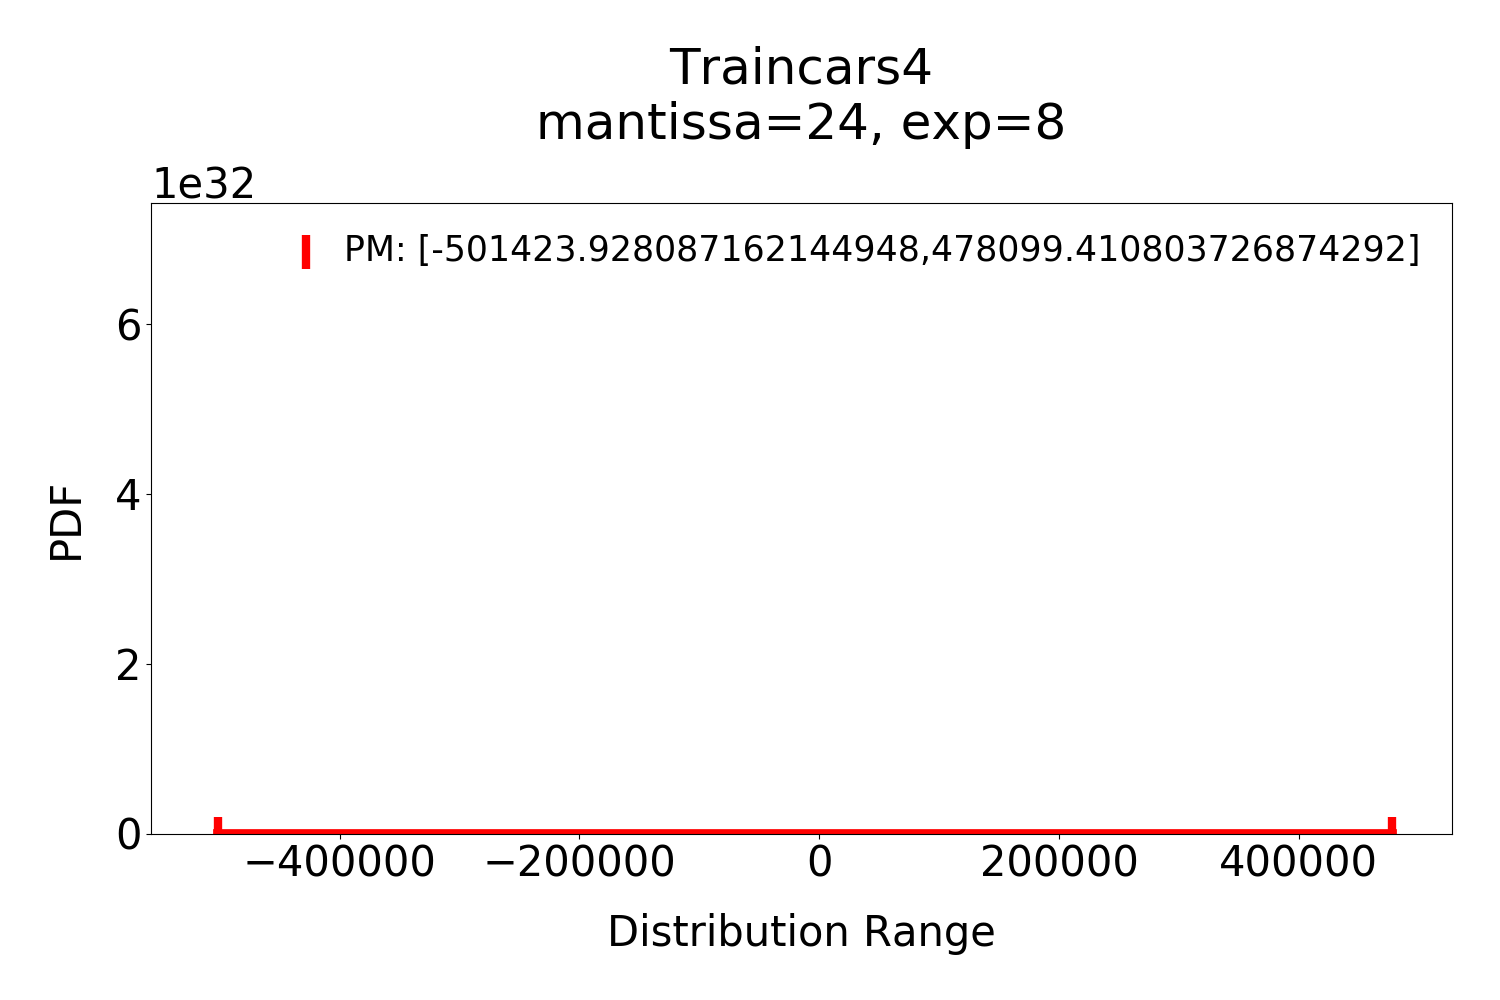 Traincars4
mantissa=24, exp=8
1e32
PM: [-501423.928087162144948,478099.410803726874292]
6
4
2
0
PDF
−400000 −200000 0 200000 400000
Distribution Range